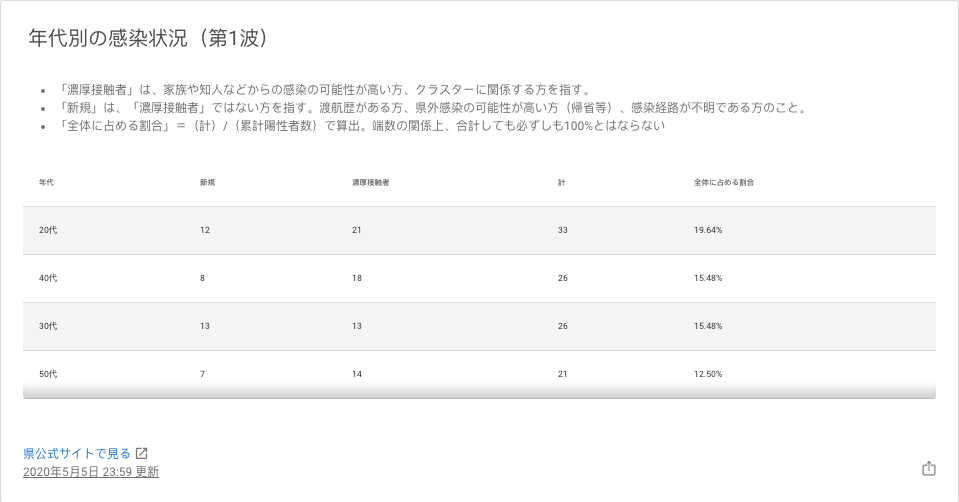 年代別の感染状況（第1波）
• 「濃厚接触者」は、家族や知人などからの感染の可能性が高い方、クラスターに関係する方を指す。
• 「新規」は、「濃厚接触者」ではない方を指す。渡航歴がある方、県外感染の可能性が高い方（帰省等）、感染経路が不明である方のこと。
• 「全体に占める割合」＝（計）/（累計陽性者数）で算出。端数の関係上、合計しても必ずしも100%とはならない
年代 新規 濃厚接触者 計 全体に占める割合
20代 12 21 33 19.64%
40代 8 18 26 15.48%
30代 13 13 26 15.48%
50代 7 14 21 12.50%
県公式サイトで見る
2020年5月5日 23:59 更新